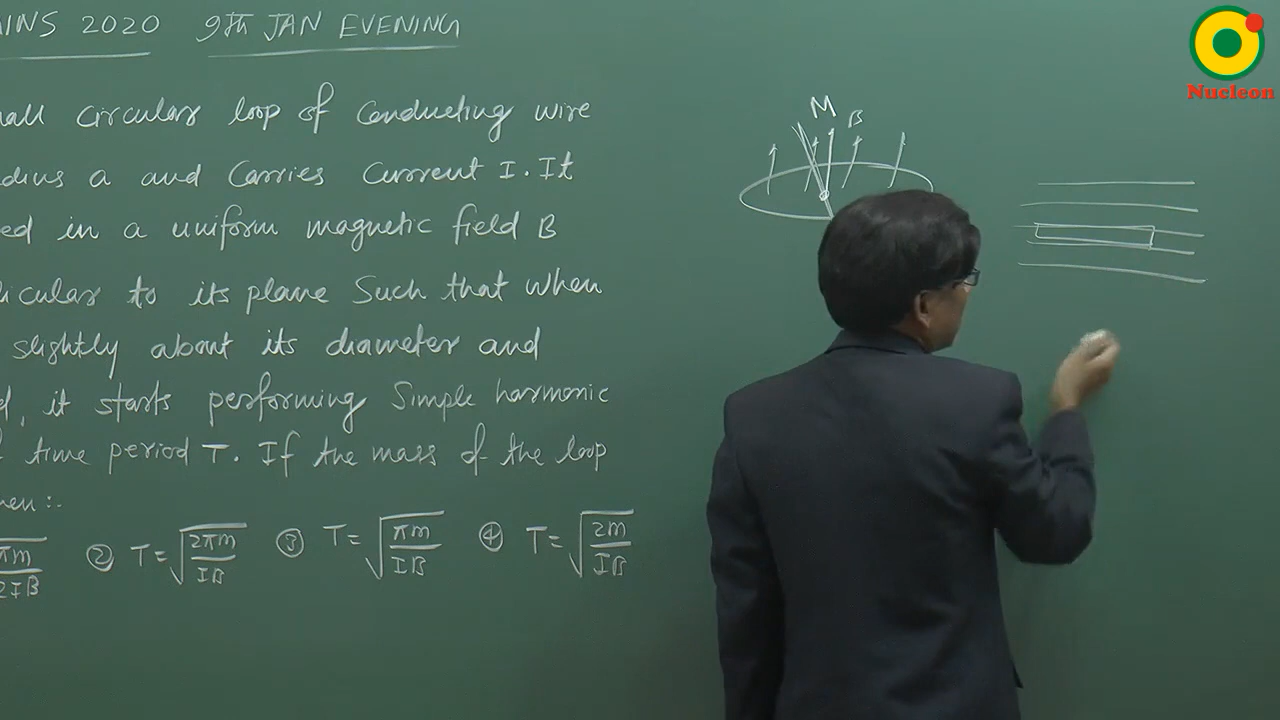 INS 2020 9TH JAN EVENING
all circular loop of conducting wire
dius a and carries current I. It
ed in a uniform magnetic field B
icular to its plane such that when
slightly about its diameter and
d, it starts performing Simple harmonic
time period T. If the mass of the loop
hen :-
πm/2IB ② T=√2πm/IB ③ T=√πm/IB ④ T=√2m/IB
M
B
Nucleon